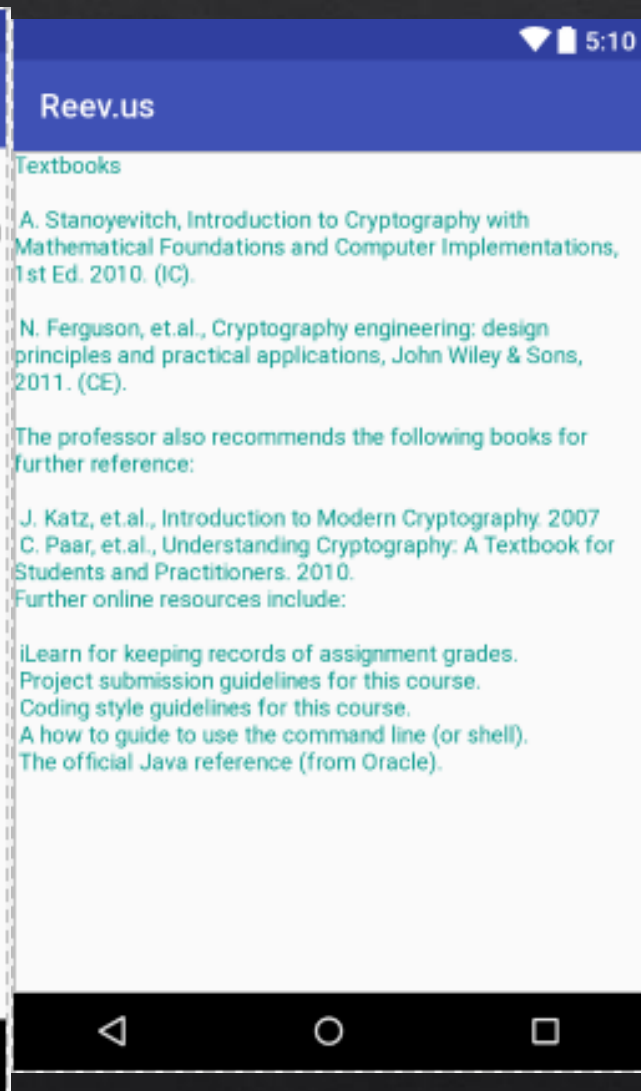 5:10
Reev.us
Textbooks
A. Stanoyevitch, Introduction to Cryptography with
Mathematical Foundations and Computer Implementations,
1st Ed. 2010. (IC).
N. Ferguson, et.al., Cryptography engineering: design
principles and practical applications, John Wiley & Sons,
2011. (CE).
The professor also recommends the following books for
further reference:
J. Katz, et.al., Introduction to Modern Cryptography. 2007
C. Paar, et.al., Understanding Cryptography: A Textbook for
Students and Practitioners. 2010.
Further online resources include:
iLearn for keeping records of assignment grades.
Project submission guidelines for this course.
Coding style guidelines for this course.
A how to guide to use the command line (or shell).
The official Java reference (from Oracle).